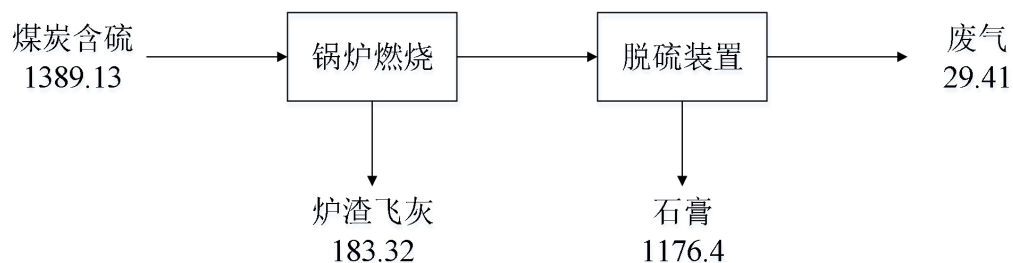 煤炭含硫
1389.13
锅炉燃烧
脱硫装置
废气
29.41
炉渣飞灰
183.32
石膏
1176.4